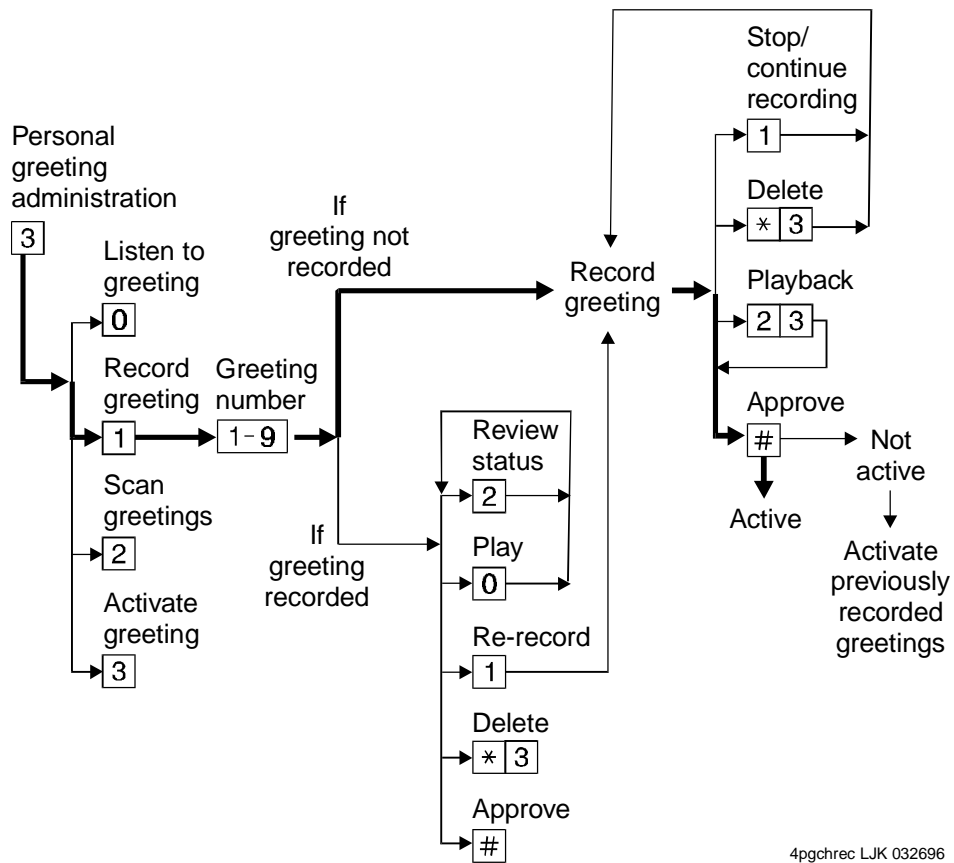 Personal
greeting
administration
3
Listen to
greeting
0
Record
greeting
1
Scan
greetings
2
Activate
greeting
3
Greeting
number
1-9
If
greeting not
recorded
If
greeting
recorded
Review
status
2
Play
0
Re-record
1
Delete
* 3
Approve
#
Record
greeting
Stop/
continue
recording
1
Delete
* 3
Playback
2 3
Approve
#
Active
Not
active
Activate
previously
recorded
greetings
4pgchrec LJK 032696